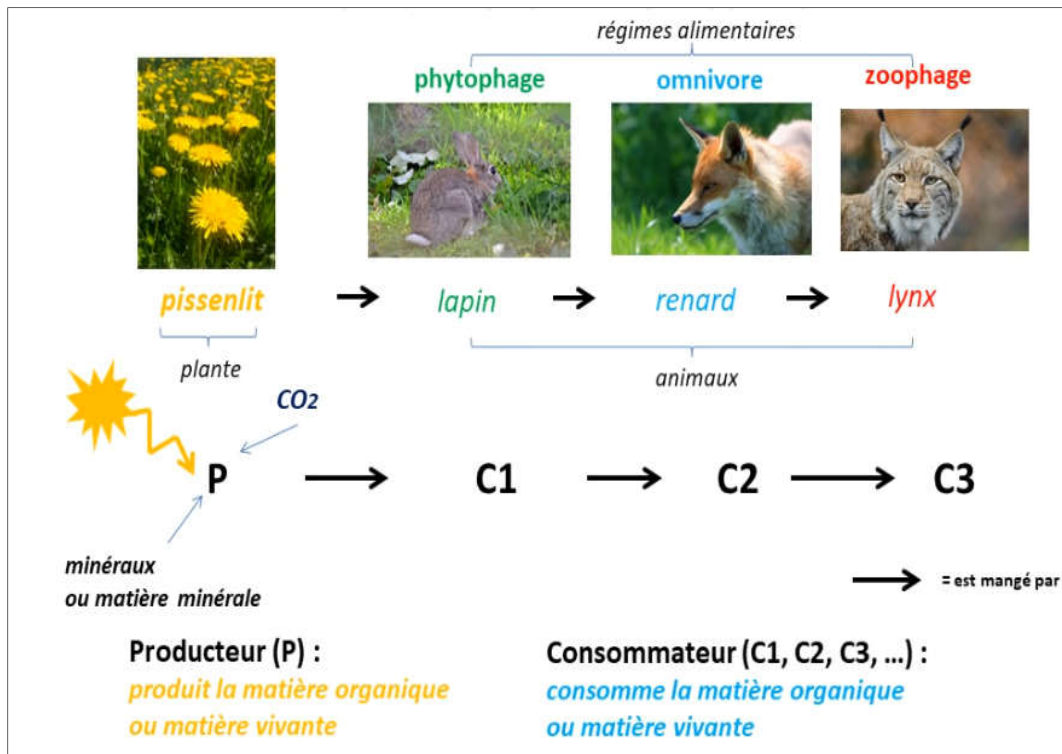 régimes alimentaires
phytophage omnivore zoophage
pissenlit → lapin → renard → lynx
plante animaux
CO2
P → C1 → C2 → C3
minéraux
ou matière minérale
→ = est mangé par
Producteur (P) :
produit la matière organique
ou matière vivante
Consommateur (C1, C2, C3, ...) :
consomme la matière organique
ou matière vivante